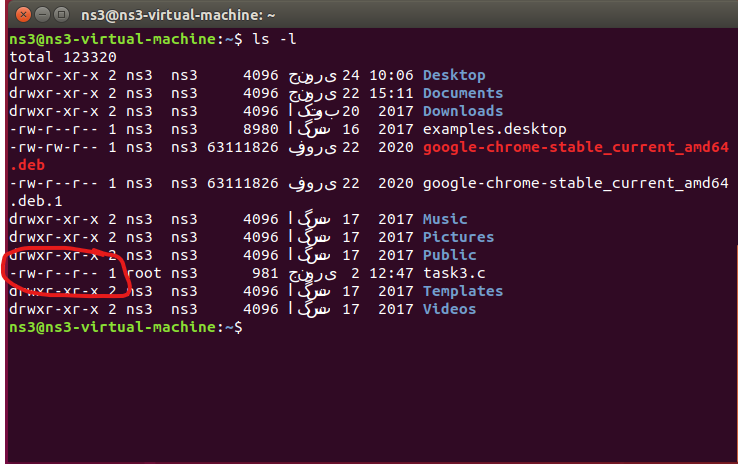 ns3@ns3-virtual-machine: ~
ns3@ns3-virtual-machine:~$ ls -l
total 123320
drwxr-xr-x 2 ns3  ns3      4096 جنوری 24 10:06 Desktop
drwxr-xr-x 2 ns3  ns3      4096 جنوری 22 15:11 Documents
drwxr-xr-x 2 ns3  ns3      4096 اکتوبر 20  2017 Downloads
-rw-r--r-- 1 ns3  ns3      8980 اگست 16  2017 examples.desktop
-rw-rw-r-- 1 ns3  ns3  63111826 فروری 22  2020 google-chrome-stable_current_amd64
.deb
-rw-r--r-- 1 ns3  ns3  63111826 فروری 22  2020 google-chrome-stable_current_amd64
.deb.1
drwxr-xr-x 2 ns3  ns3      4096 اگست 17  2017 Music
drwxr-xr-x 2 ns3  ns3      4096 اگست 17  2017 Pictures
drwxr-xr-x 2 ns3  ns3      4096 اگست 17  2017 Public
-rw-r--r-- 1 root ns3       981 جنوری  2 12:47 task3.c
drwxr-xr-x 2 ns3  ns3      4096 اگست 17  2017 Templates
drwxr-xr-x 2 ns3  ns3      4096 اگست 17  2017 Videos
ns3@ns3-virtual-machine:~$